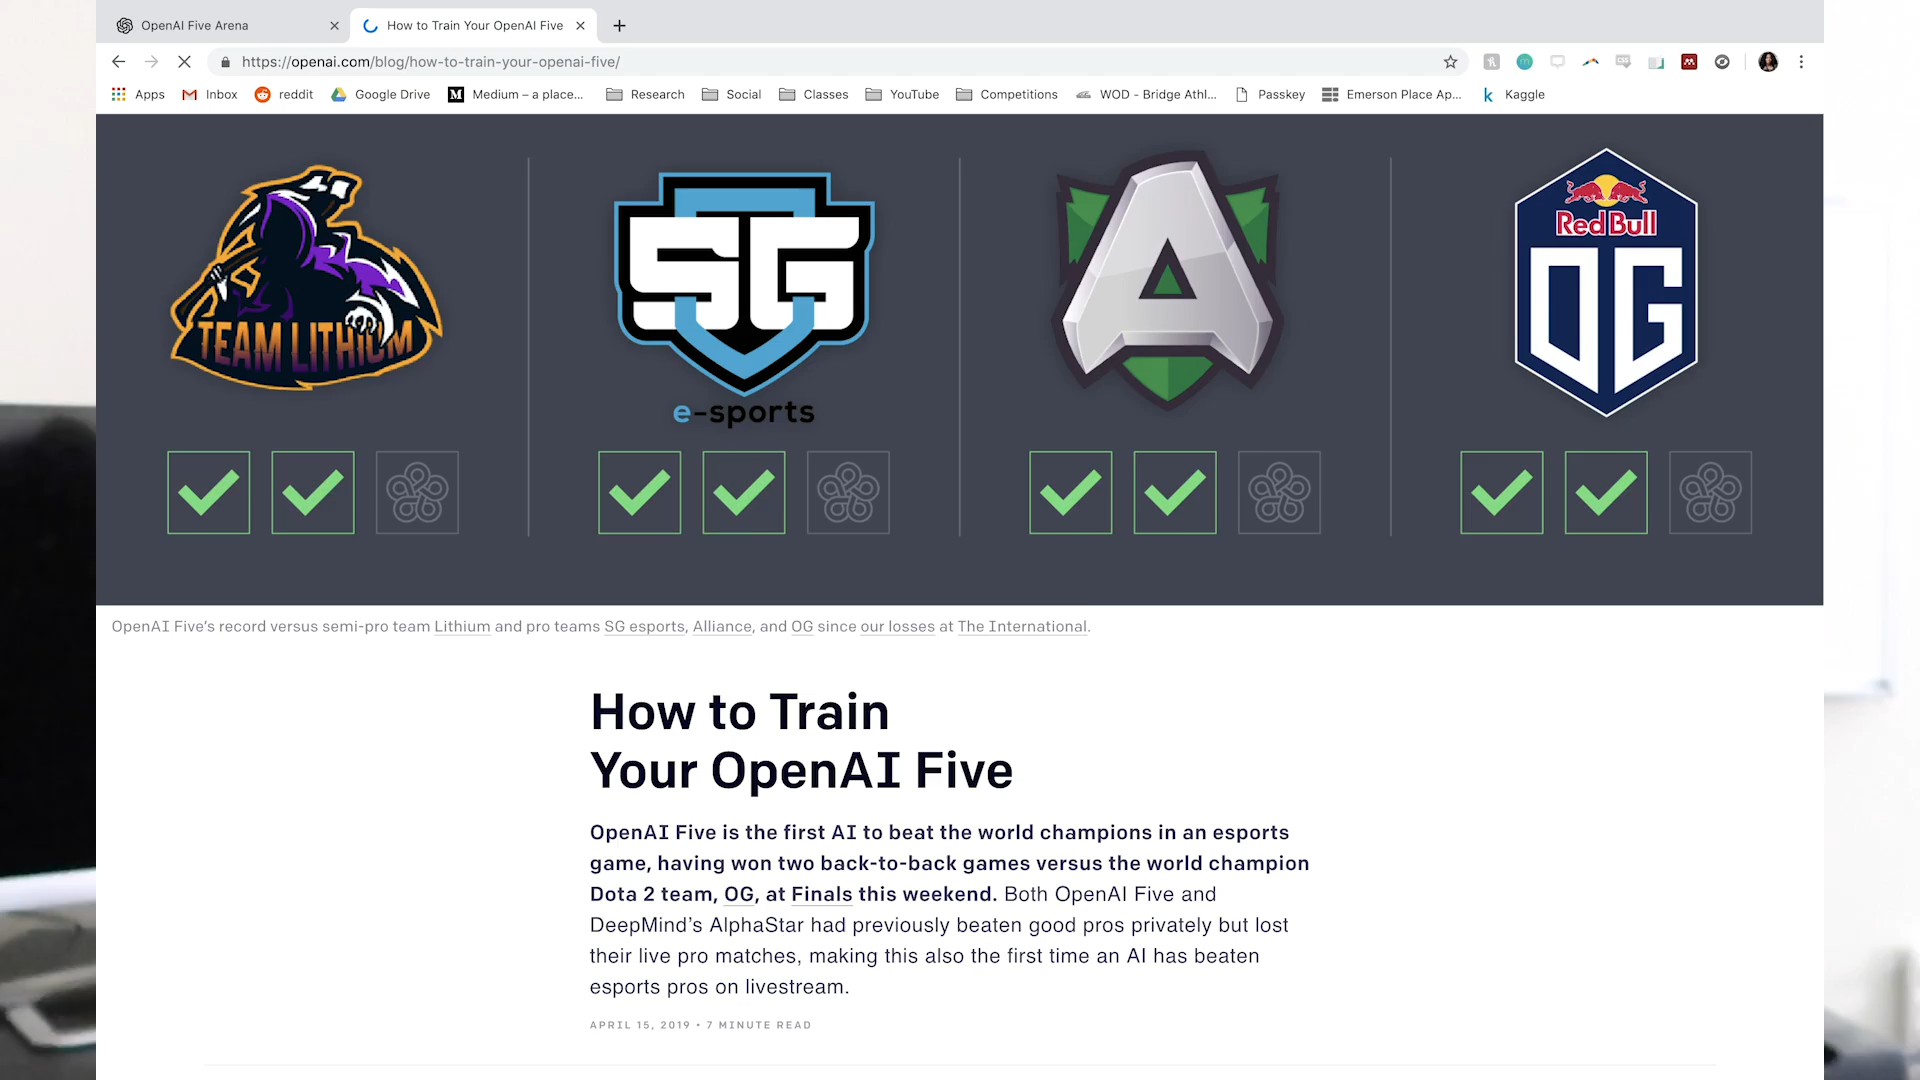 OpenAI Five Arena
How to Train Your OpenAI Five
https://openai.com/blog/how-to-train-your-openai-five/
Apps Inbox reddit Google Drive Medium – a place... Research Social Classes YouTube Competitions WOD - Bridge Athl... Passkey Emerson Place Ap... Kaggle
TEAM LITHIUM
SG
e-sports
A
Red Bull
OG
OpenAI Five's record versus semi-pro team Lithium and pro teams SG esports, Alliance, and OG since our losses at The International.
How to Train
Your OpenAI Five
OpenAI Five is the first AI to beat the world champions in an esports
game, having won two back-to-back games versus the world champion
Dota 2 team, OG, at Finals this weekend. Both OpenAI Five and
DeepMind's AlphaStar had previously beaten good pros privately but lost
their live pro matches, making this also the first time an AI has beaten
esports pros on livestream.
APRIL 15, 2019 • 7 MINUTE READ